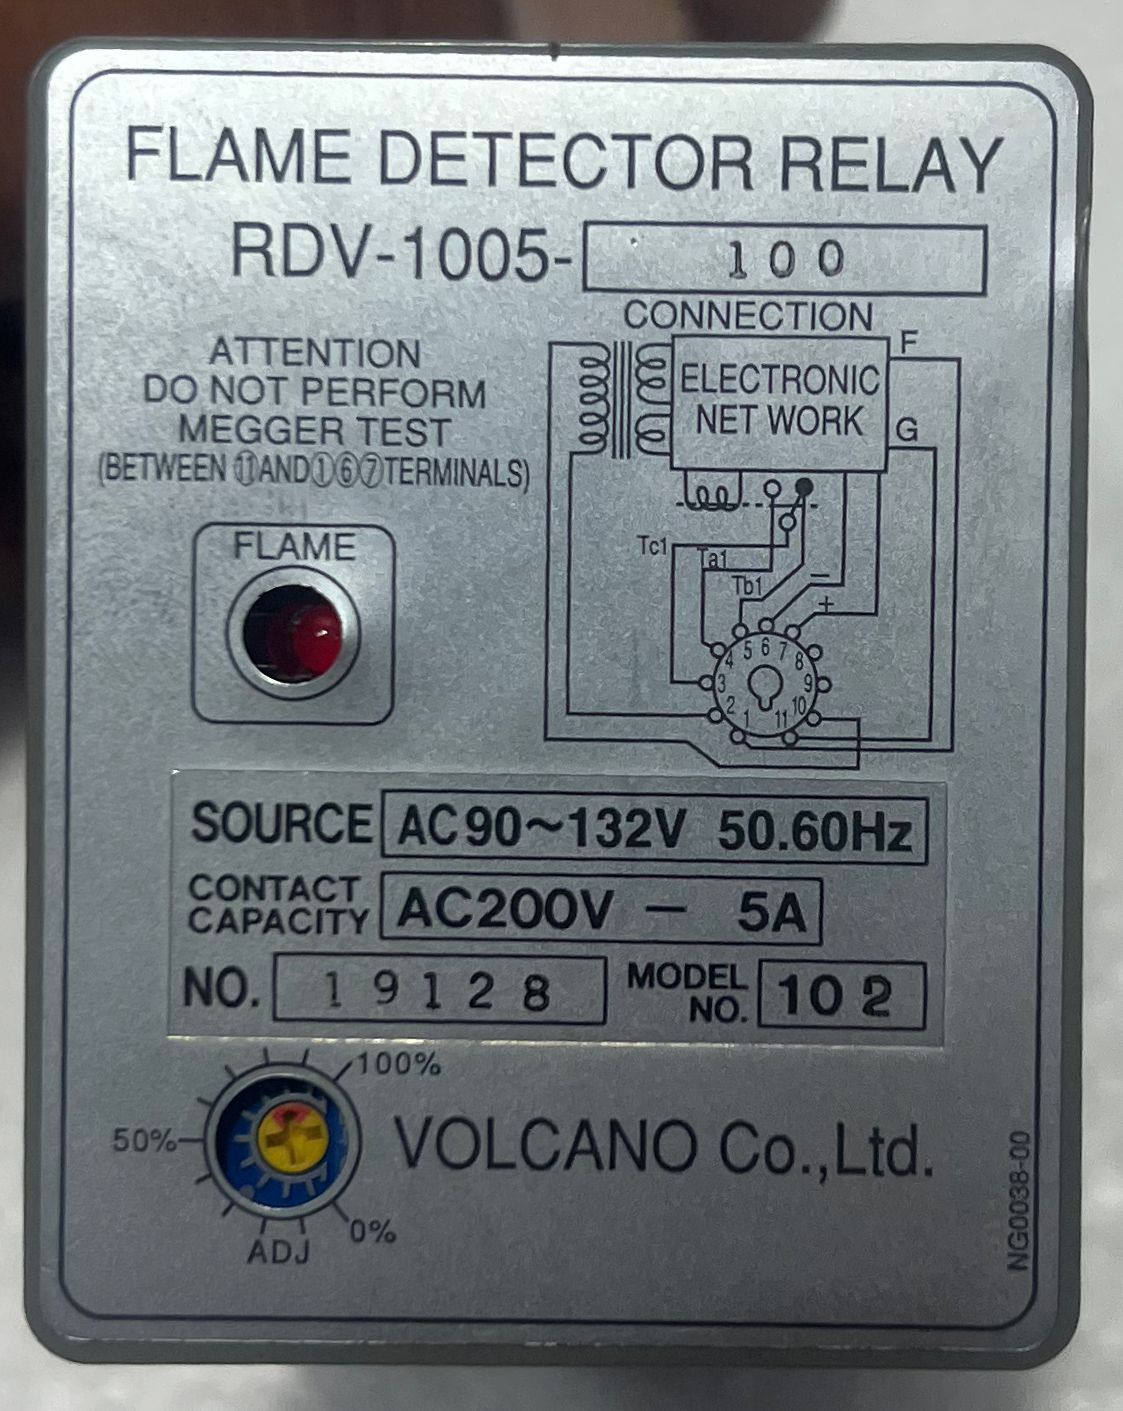 FLAME DETECTOR RELAY
RDV-1005- 100
CONNECTION
ATTENTION
DO NOT PERFORM
MEGGER TEST
(BETWEEN ⑪AND①⑥⑦TERMINALS)
FLAME
ELECTRONIC
NET WORK
F
G
Tc1
Ta1
Tb1
−
+
1 2 3 4 5 6 7 8 9 10 11
SOURCE AC90~132V 50.60Hz
CONTACT
CAPACITY AC200V – 5A
NO. 19128
MODEL
NO. 102
100%
50%
0%
ADJ
VOLCANO Co.,Ltd.
NG0038-00